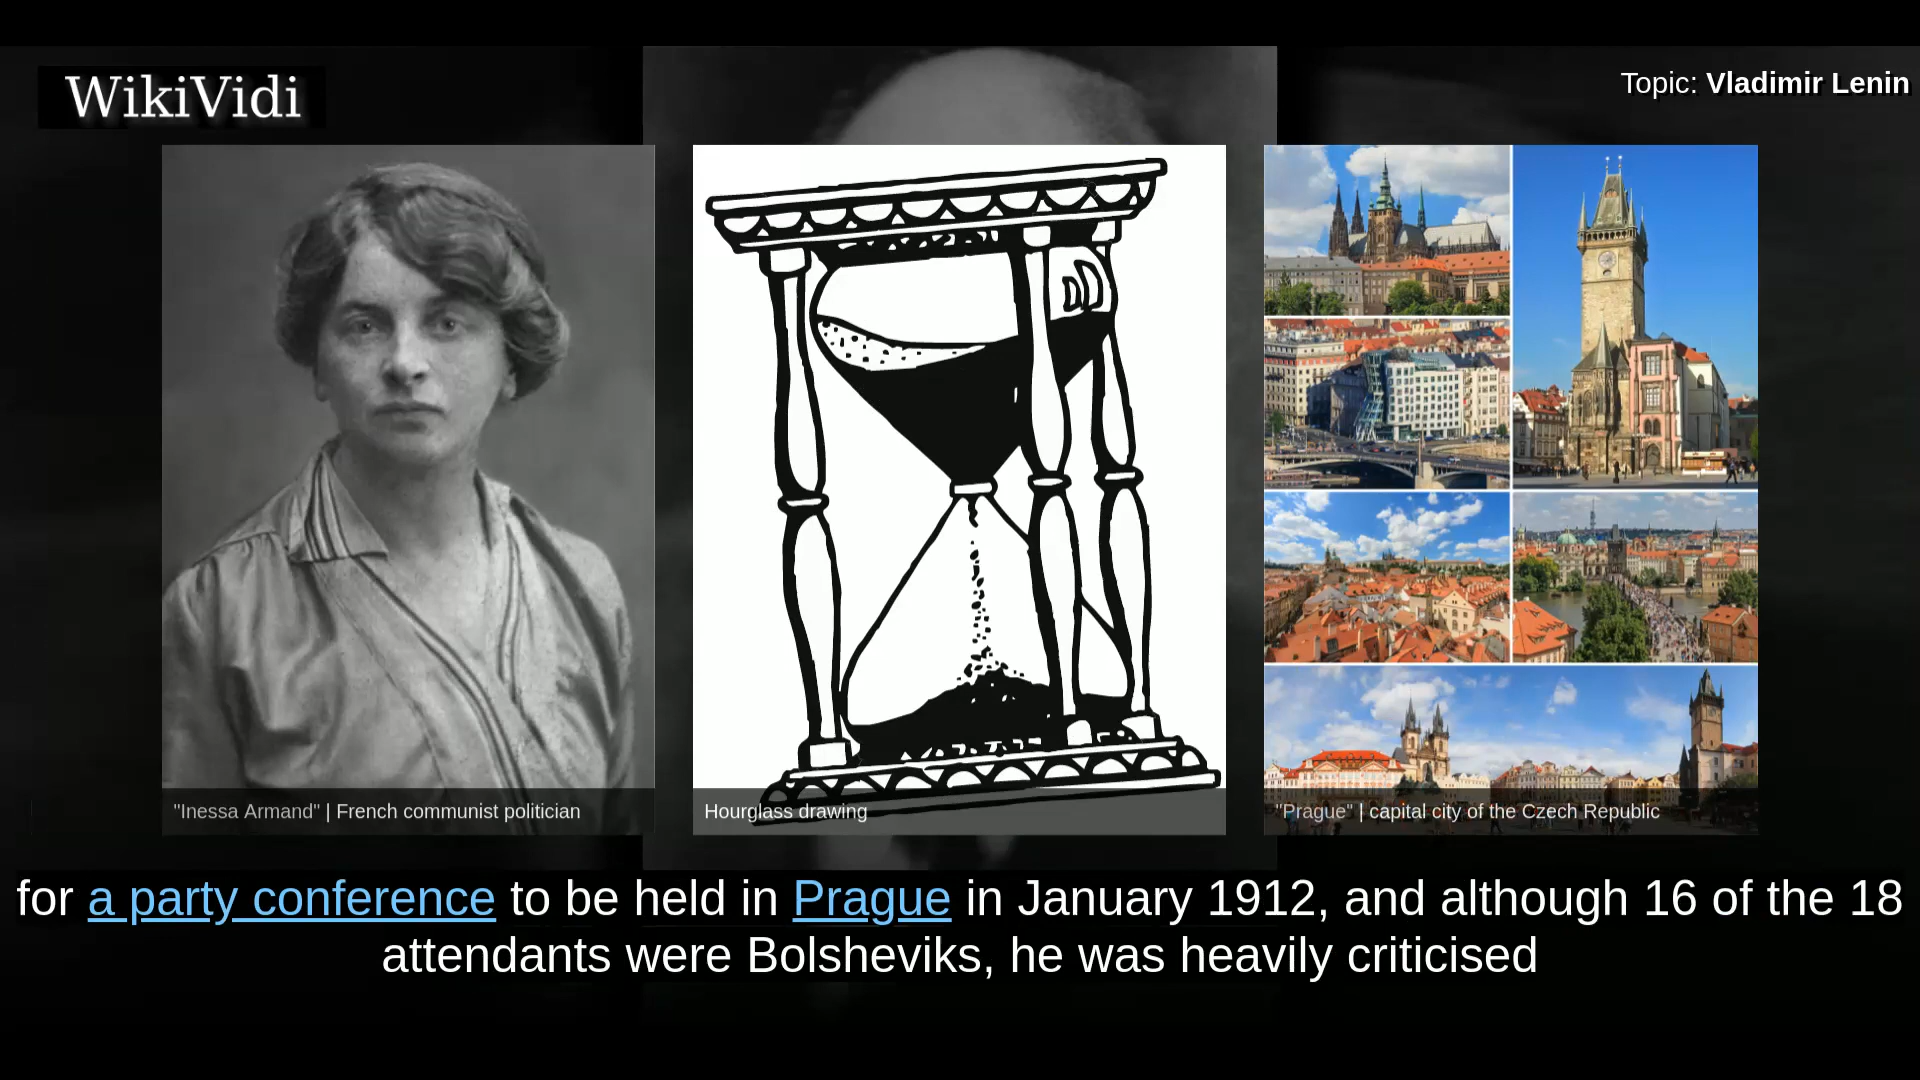 WikiVidi
Topic: Vladimir Lenin
"Inessa Armand" | French communist politician
Hourglass drawing
"Prague" | capital city of the Czech Republic
for a party conference to be held in Prague in January 1912, and although 16 of the 18
attendants were Bolsheviks, he was heavily criticised